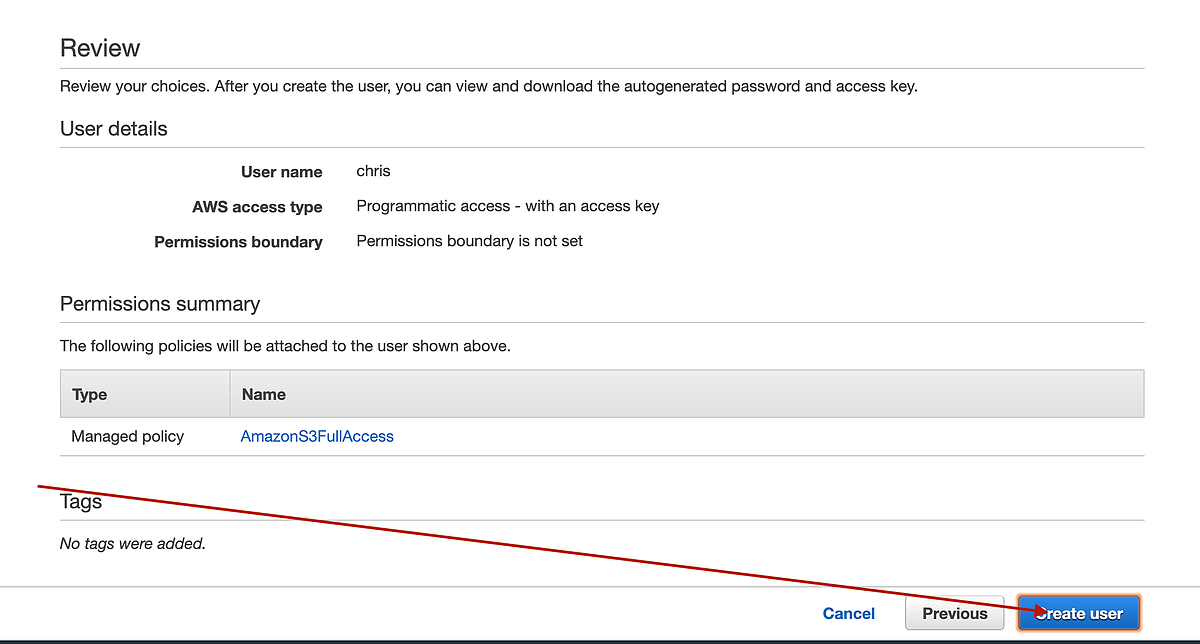 Review
Review your choices. After you create the user, you can view and download the autogenerated password and access key.
User details
User name chris
AWS access type Programmatic access - with an access key
Permissions boundary Permissions boundary is not set
Permissions summary
The following policies will be attached to the user shown above.
Type Name
Managed policy AmazonS3FullAccess
Tags
No tags were added.
Cancel Previous Create user